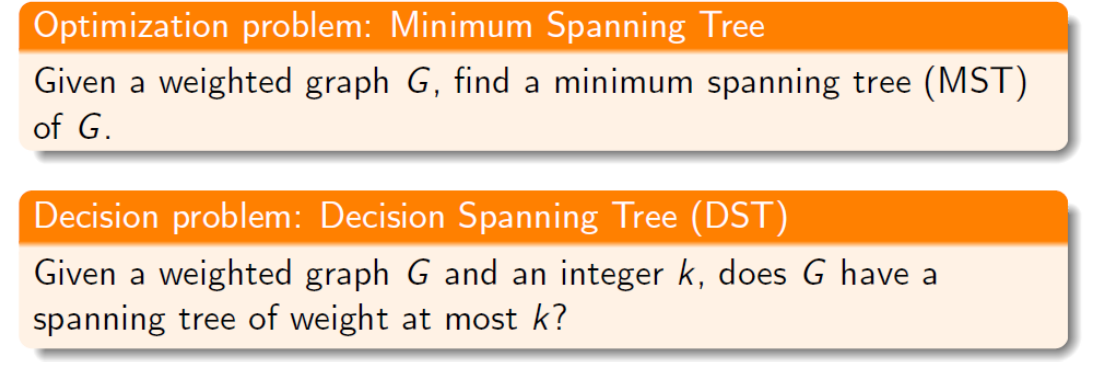 Optimization problem: Minimum Spanning Tree
Given a weighted graph G, find a minimum spanning tree (MST)
of G.
Decision problem: Decision Spanning Tree (DST)
Given a weighted graph G and an integer k, does G have a
spanning tree of weight at most k?